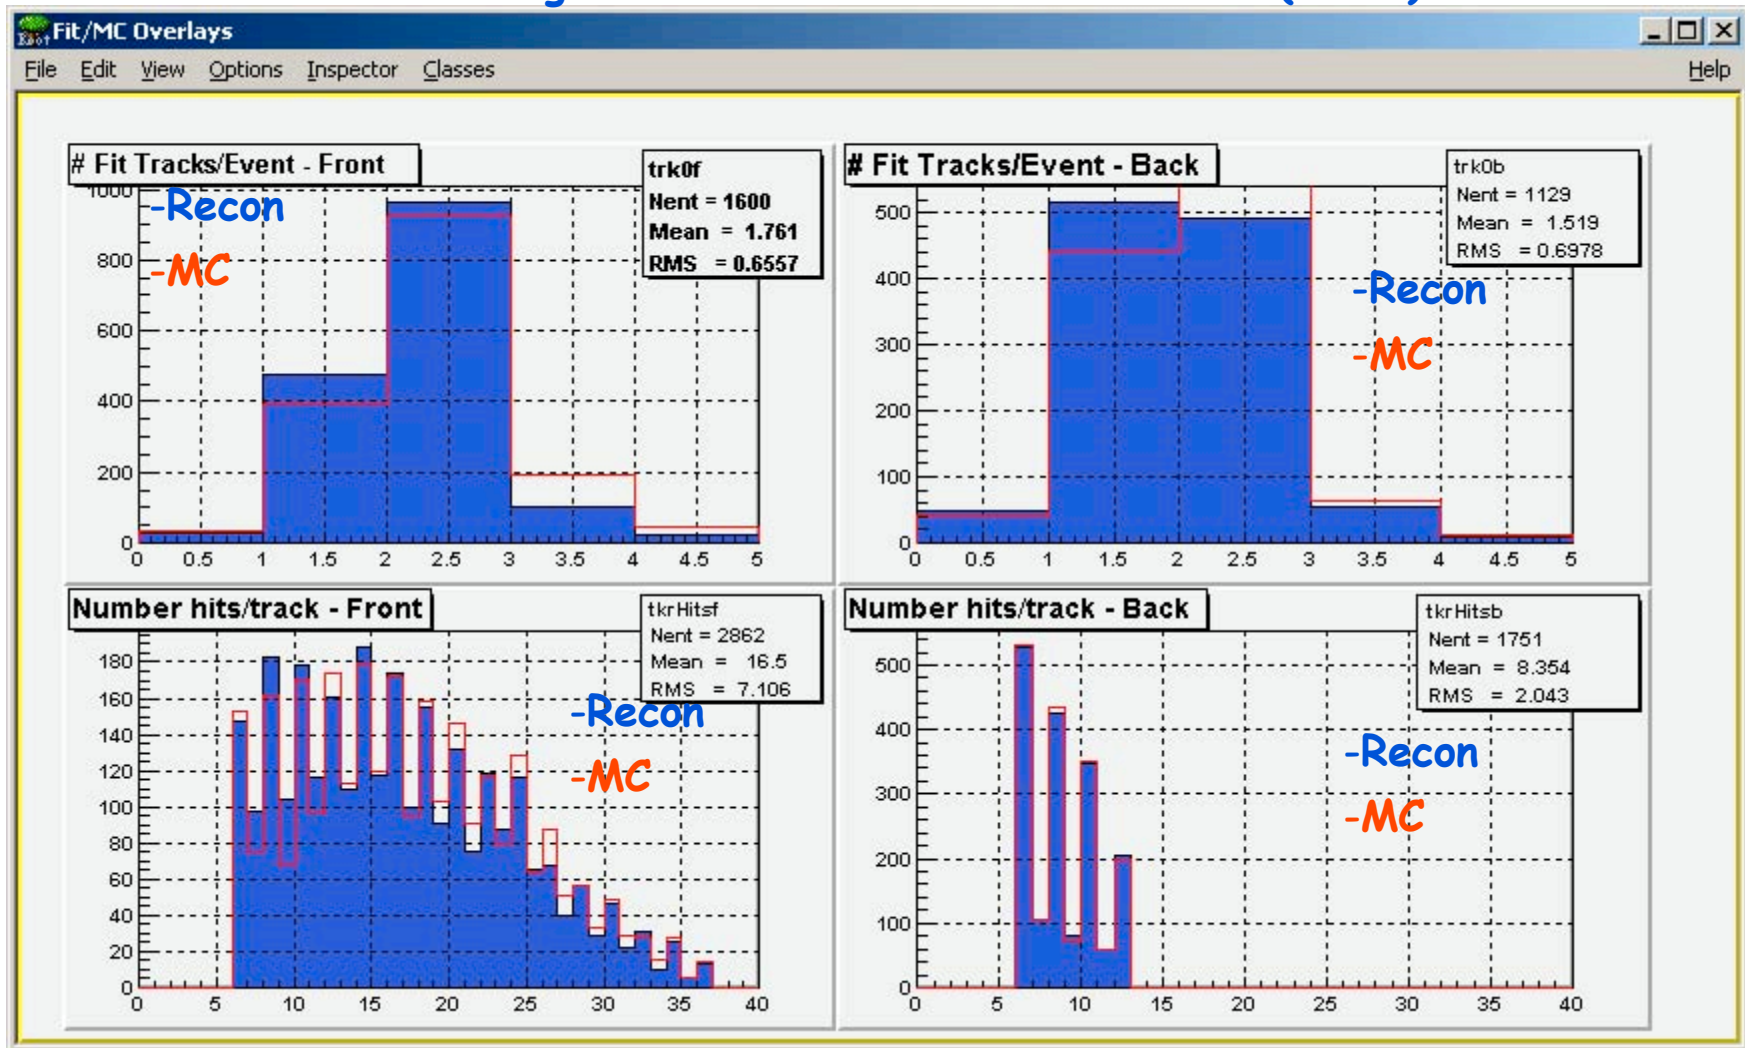 Fit/MC Overlays
File Edit View Options Inspector Classes Help
# Fit Tracks/Event - Front
trk0f
Nent = 1600
Mean = 1.761
RMS = 0.6557
-Recon
-MC
1000
800
600
400
200
0
0 0.5 1 1.5 2 2.5 3 3.5 4 4.5 5
# Fit Tracks/Event - Back
trk0b
Nent = 1129
Mean = 1.519
RMS = 0.6978
-Recon
-MC
500
400
300
200
100
0
0 0.5 1 1.5 2 2.5 3 3.5 4 4.5 5
Number hits/track - Front
tkrHitsf
Nent = 2862
Mean = 16.5
RMS = 7.106
-Recon
-MC
180
160
140
120
100
80
60
40
20
0
0 5 10 15 20 25 30 35 40
Number hits/track - Back
tkrHitsb
Nent = 1751
Mean = 8.354
RMS = 2.043
-Recon
-MC
500
400
300
200
100
0
0 5 10 15 20 25 30 35 40